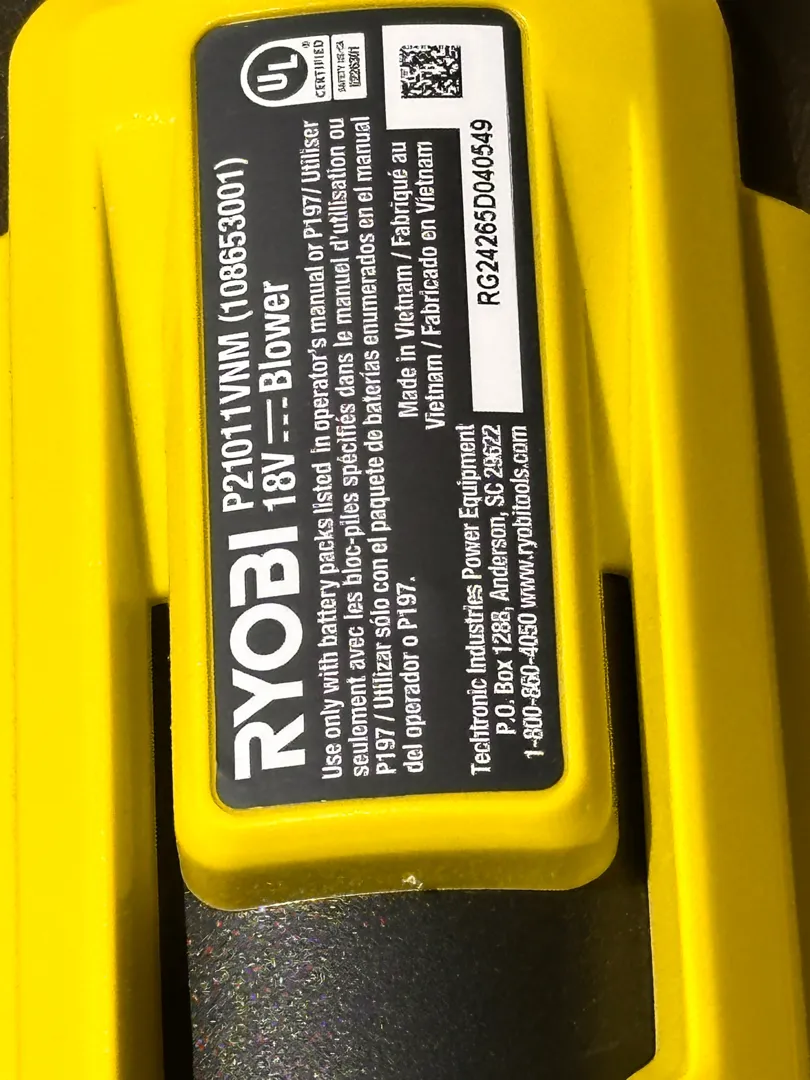 RYOBI
P21011VNM (108653001)
18V Blower
UL
CERTIFIED
Use only with battery packs listed in operator's manual or P197/ Utiliser
seulement avec les bloc-piles spécifiés dans le manuel d'utilisation ou
P197 / Utilizar sólo con el paquete de baterías enumerados en el manual
del operador o P197.
Made in Vietnam / Fabriqué au
Vietnam / Fabricado en Vietnam
Techtronic Industries Power Equipment
P.O. Box 1288, Anderson, SC 29622
1-800-860-4050 www.ryobitools.com
RG24265D040549